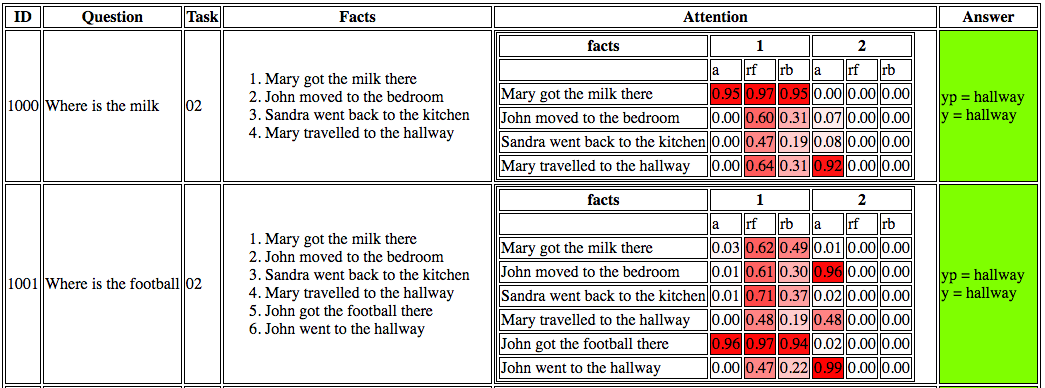 ID Question Task Facts Attention Answer
1000 Where is the milk 02
1. Mary got the milk there
2. John moved to the bedroom
3. Sandra went back to the kitchen
4. Mary travelled to the hallway
facts 1 2
a rf rb a rf rb
Mary got the milk there 0.95 0.97 0.95 0.00 0.00 0.00
John moved to the bedroom 0.00 0.60 0.31 0.07 0.00 0.00
Sandra went back to the kitchen 0.00 0.47 0.19 0.08 0.00 0.00
Mary travelled to the hallway 0.00 0.64 0.31 0.92 0.00 0.00
yp = hallway
y = hallway
1001 Where is the football 02
1. Mary got the milk there
2. John moved to the bedroom
3. Sandra went back to the kitchen
4. Mary travelled to the hallway
5. John got the football there
6. John went to the hallway
facts 1 2
a rf rb a rf rb
Mary got the milk there 0.03 0.62 0.49 0.01 0.00 0.00
John moved to the bedroom 0.01 0.61 0.30 0.96 0.00 0.00
Sandra went back to the kitchen 0.01 0.71 0.37 0.02 0.00 0.00
Mary travelled to the hallway 0.00 0.48 0.19 0.48 0.00 0.00
John got the football there 0.96 0.97 0.94 0.02 0.00 0.00
John went to the hallway 0.00 0.47 0.22 0.99 0.00 0.00
yp = hallway
y = hallway